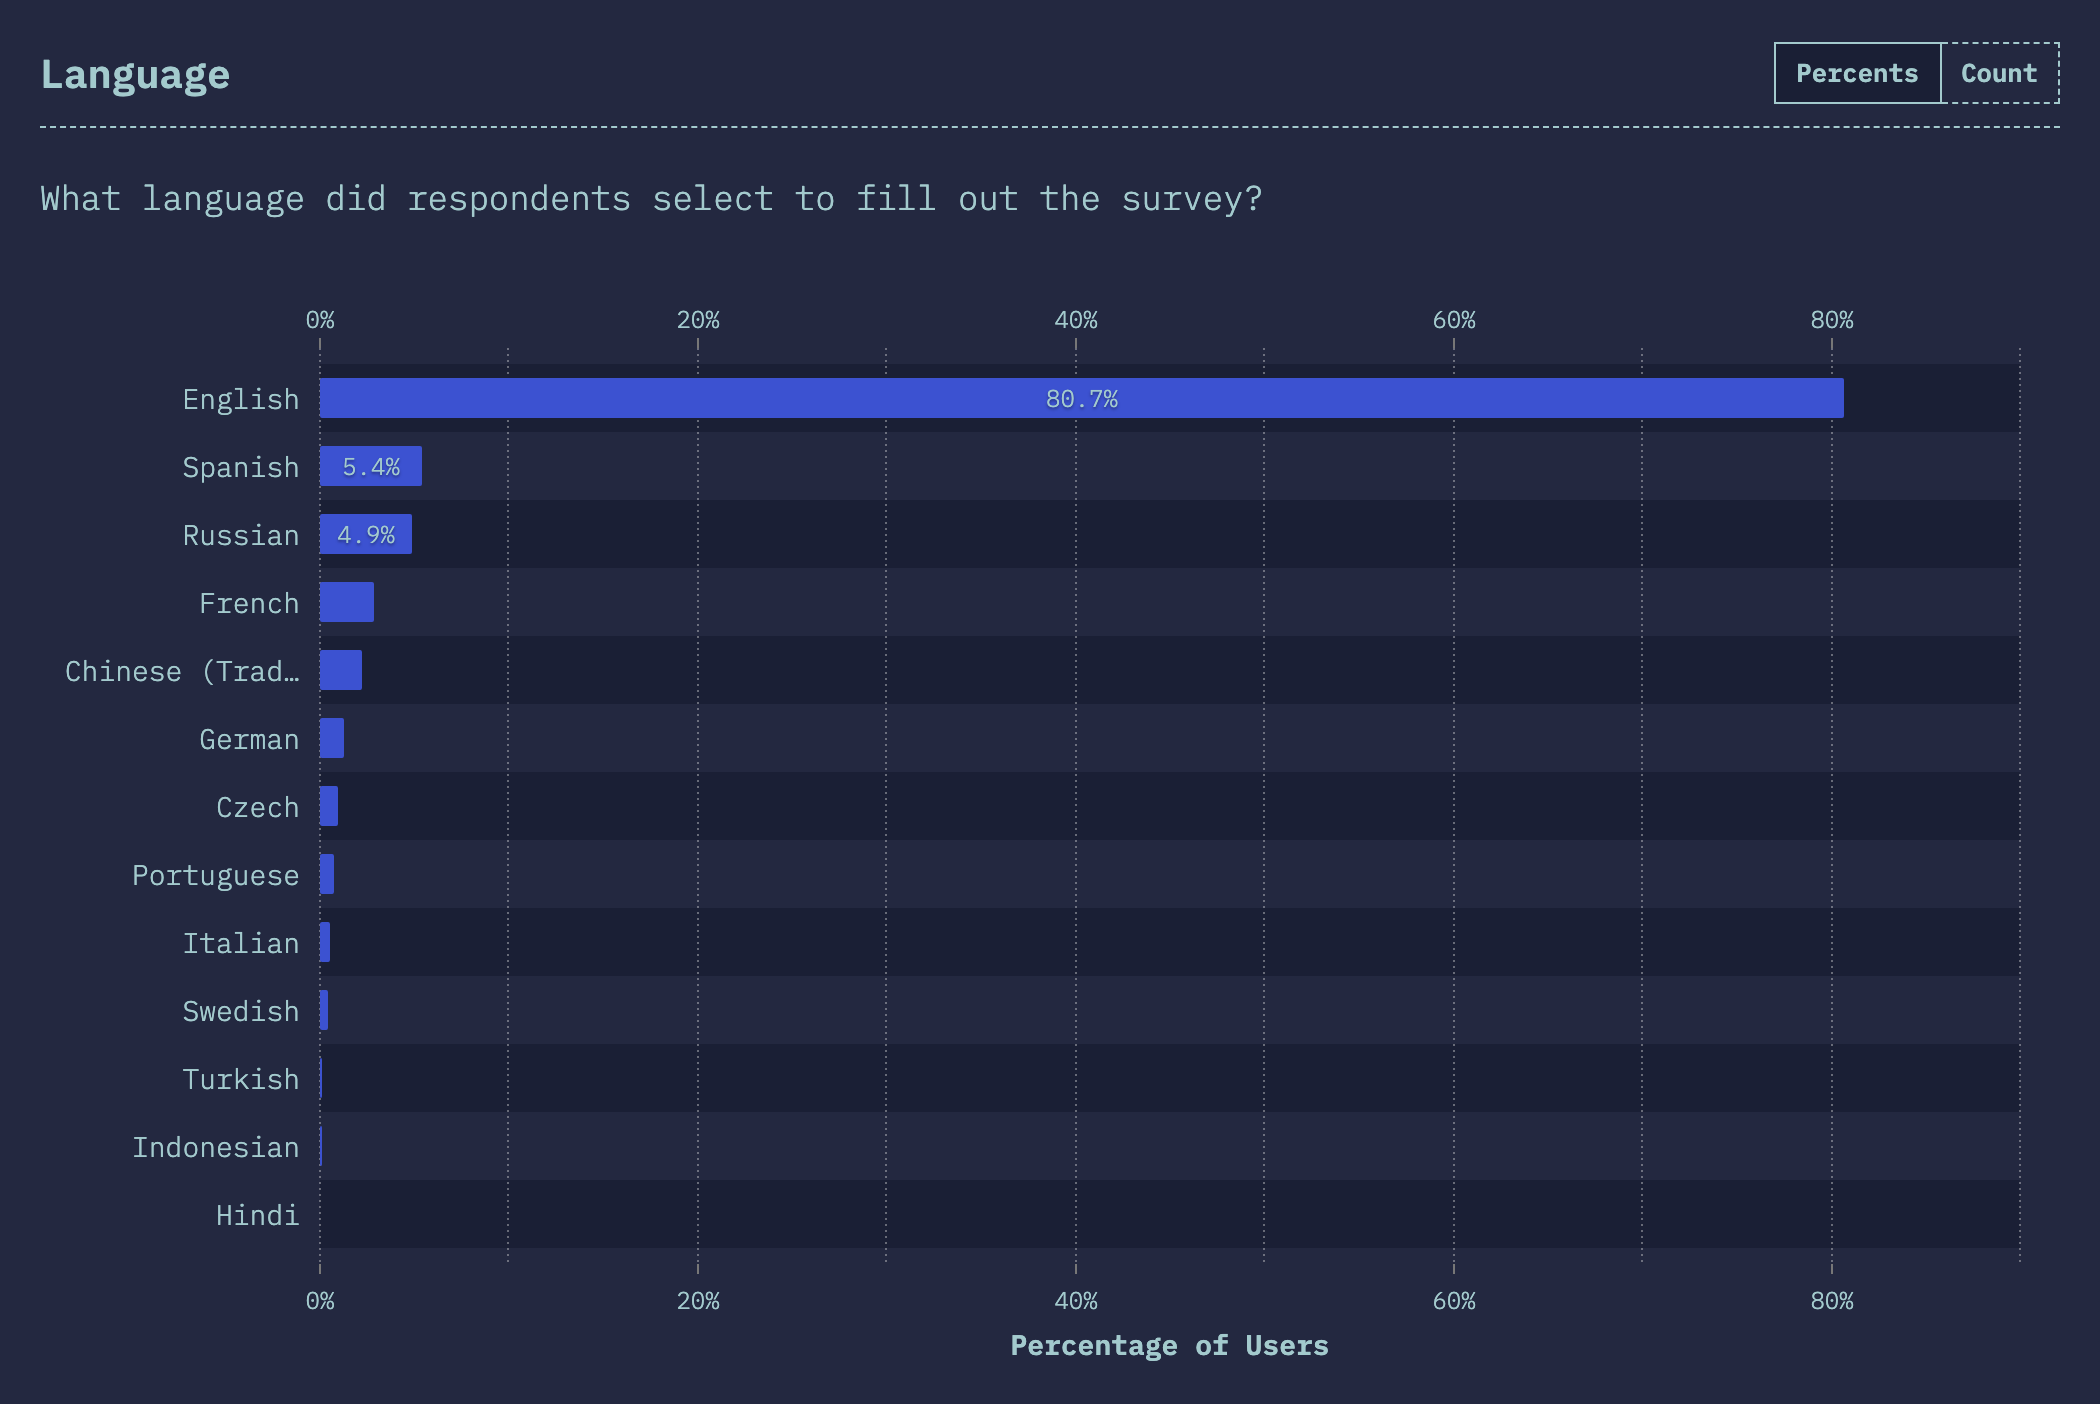 Language
Percents Count
What language did respondents select to fill out the survey?
0% 20% 40% 60% 80%
English 80.7%
Spanish 5.4%
Russian 4.9%
French
Chinese (Trad…
German
Czech
Portuguese
Italian
Swedish
Turkish
Indonesian
Hindi
0% 20% 40% 60% 80%
Percentage of Users